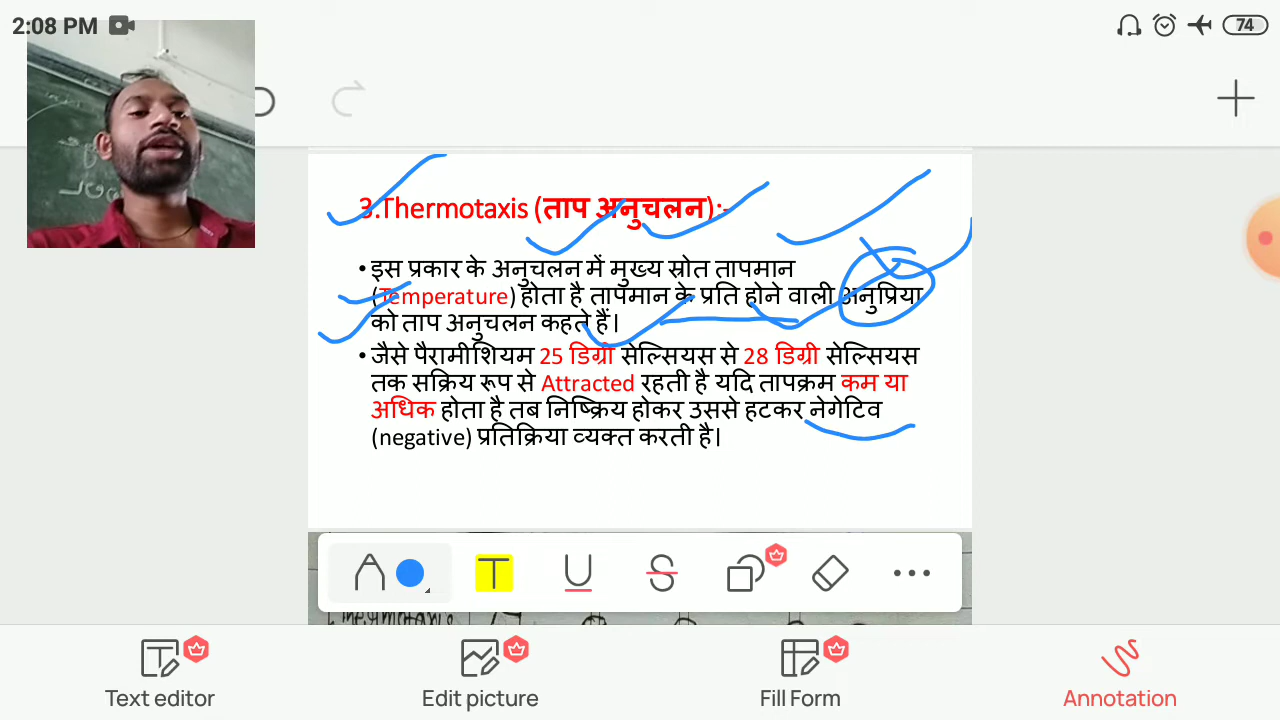 2:08 PM
74
3.Thermotaxis (ताप अनुचलन):-
• इस प्रकार के अनुचलन में मुख्य स्रोत तापमान
(Temperature) होता है तापमान के प्रति होने वाली अनुप्रिया
को ताप अनुचलन कहते हैं।
• जैसे पैरामीशियम 25 डिग्री सेल्सियस से 28 डिग्री सेल्सियस
तक सक्रिय रूप से Attracted रहती है यदि तापक्रम कम या
अधिक होता है तब निष्क्रिय होकर उससे हटकर नेगेटिव
(negative) प्रतिक्रिया व्यक्त करती है।
Text editor
Edit picture
Fill Form
Annotation